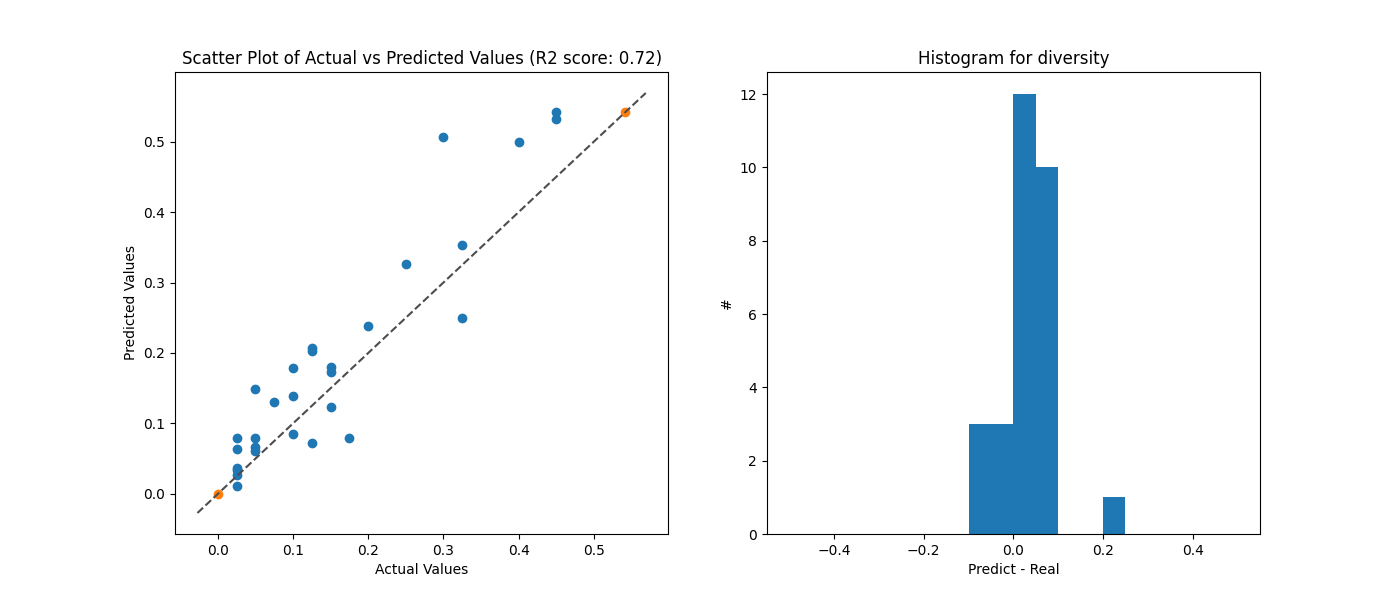 Scatter Plot of Actual vs Predicted Values (R2 score: 0.72)
0.5
0.4
0.3
0.2
0.1
0.0
Predicted Values
0.0 0.1 0.2 0.3 0.4 0.5
Actual Values
Histogram for diversity
12
10
8
6
4
2
0
#
−0.4 −0.2 0.0 0.2 0.4
Predict - Real